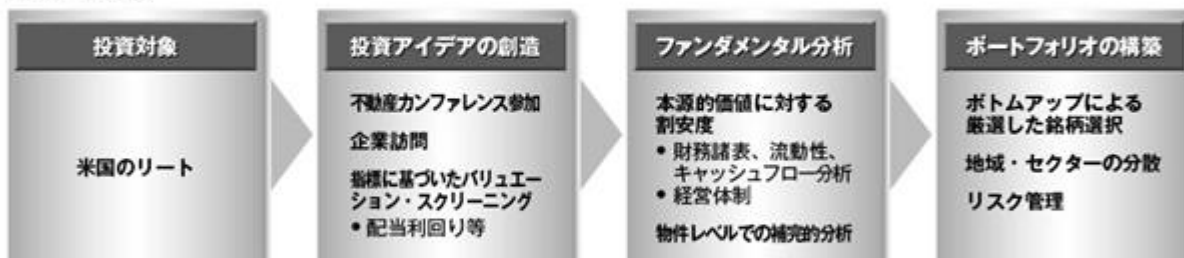 投資対象
米国のリート
投資アイデアの創造
不動産カンファレンス参加
企業訪問
指標に基づいたバリュエー
ション・スクリーニング
• 配当利回り等
ファンダメンタル分析
本源的価値に対する
割安度
• 財務諸表、流動性、
キャッシュフロー分析
• 経営体制
物件レベルでの補完的分析
ポートフォリオの構築
ボトムアップによる
厳選した銘柄選択
地域・セクターの分散
リスク管理